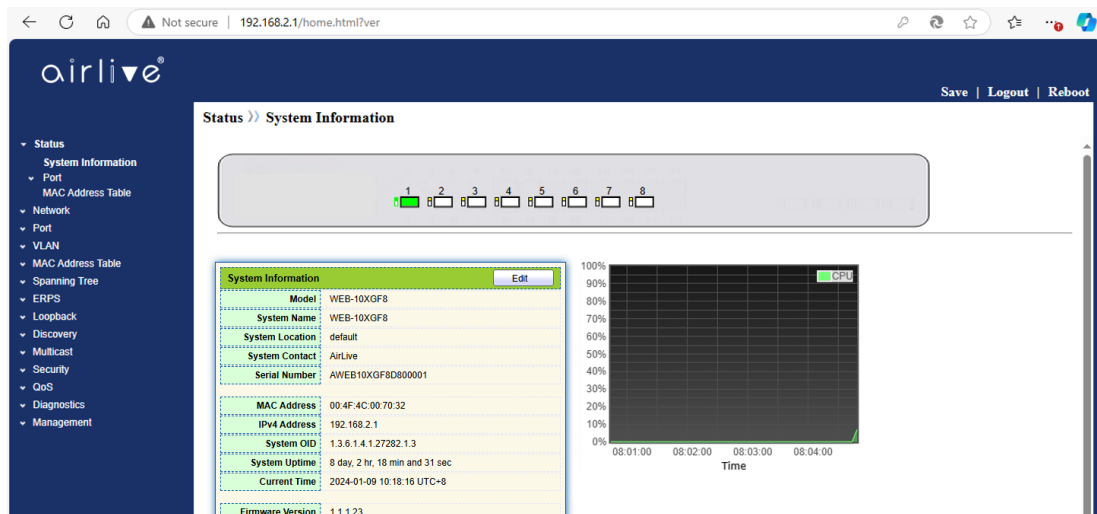 Not secure | 192.168.2.1/home.html?ver
airlive®
Save | Logout | Reboot
Status 》 System Information
Status
System Information
Port
MAC Address Table
Network
Port
VLAN
MAC Address Table
Spanning Tree
ERPS
Loopback
Discovery
Multicast
Security
QoS
Diagnostics
Management
1 2 3 4 5 6 7 8
System Information Edit
Model WEB-10XGF8
System Name WEB-10XGF8
System Location default
System Contact AirLive
Serial Number AWEB10XGF8D800001
MAC Address 00:4F:4C:00:70:32
IPv4 Address 192.168.2.1
System OID 1.3.6.1.4.1.27282.1.3
System Uptime 8 day, 2 hr, 18 min and 31 sec
Current Time 2024-01-09 10:18:16 UTC+8
Firmware Version 1.1.1.23
CPU
100%
90%
80%
70%
60%
50%
40%
30%
20%
10%
0%
08:01:00 08:02:00 08:03:00 08:04:00
Time